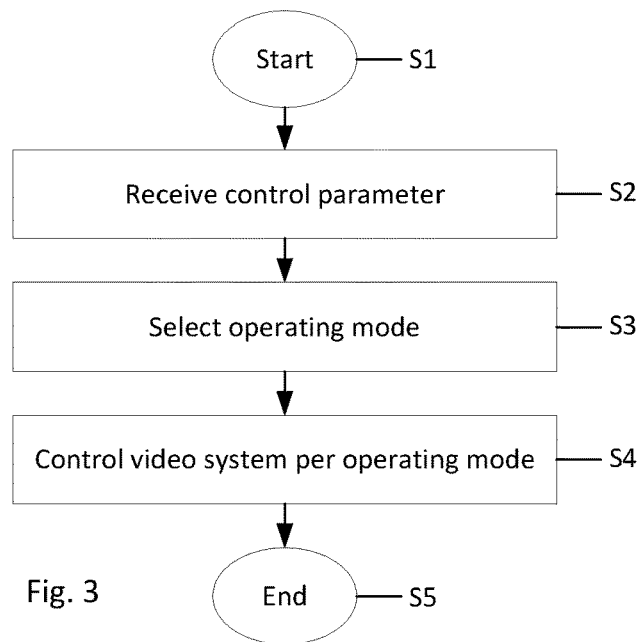 Start S1
Receive control parameter S2
Select operating mode S3
Control video system per operating mode S4
End S5
Fig. 3